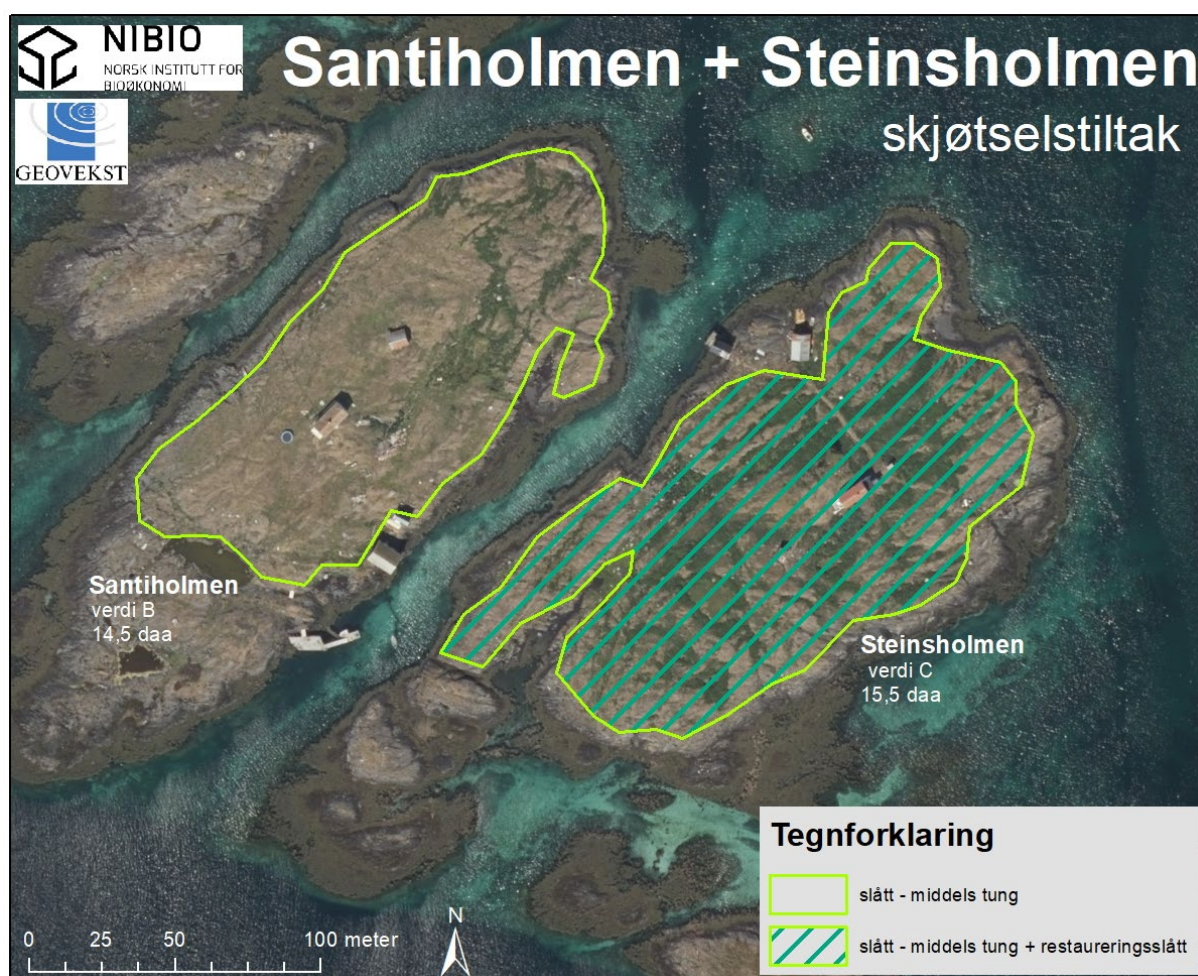 NIBIO
NORSK INSTITUTT FOR
BIOØKONOMI
GEOVEKST
Santiholmen + Steinsholmen
skjøtselstiltak
Santiholmen
verdi B
14,5 daa
Steinsholmen
verdi C
15,5 daa
Tegnforklaring
slått - middels tung
slått - middels tung + restaureringsslått
0 25 50 100 meter
N